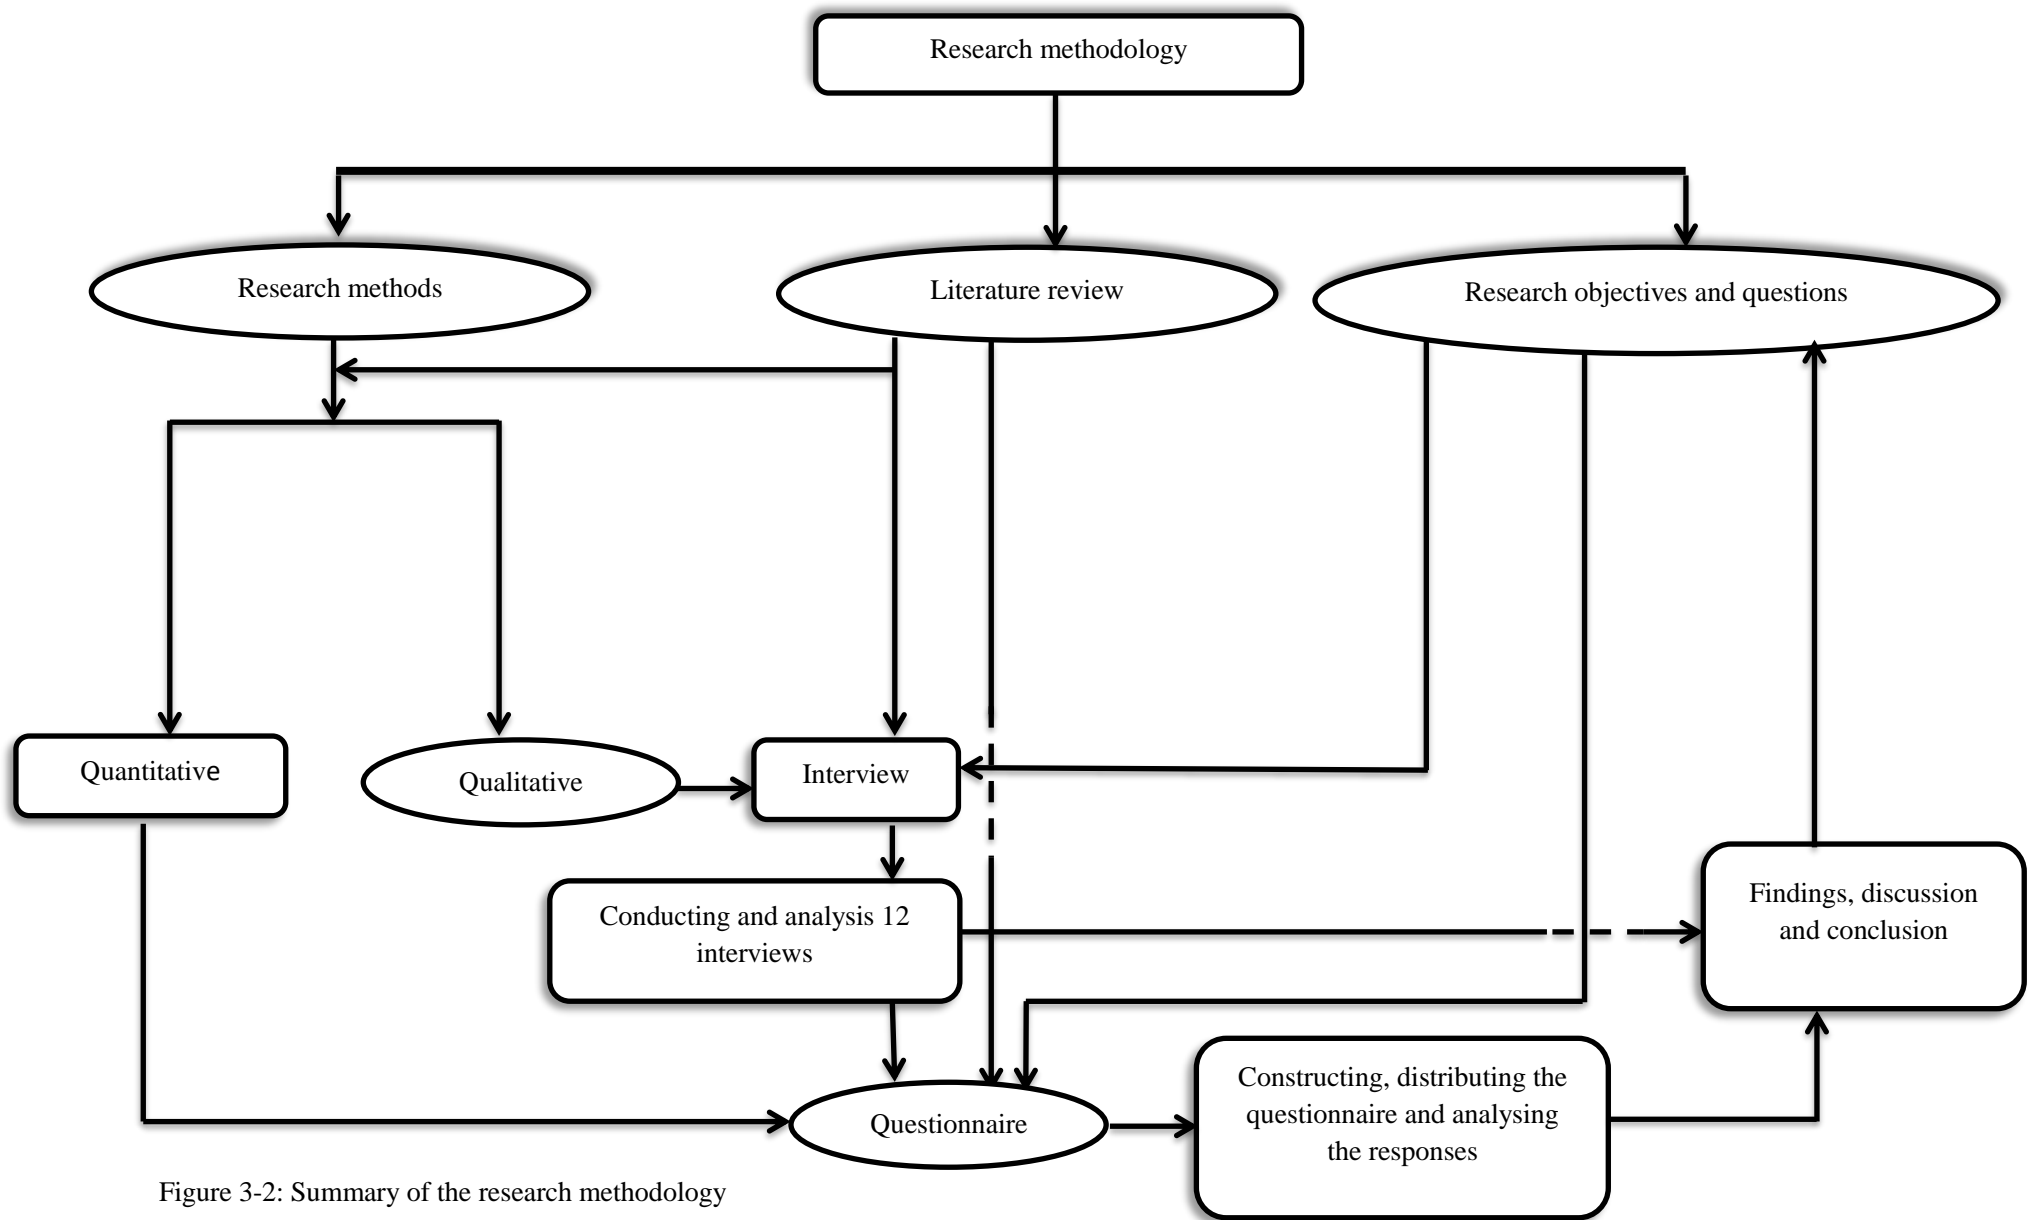 Research methodology
Research methods
Literature review
Research objectives and questions
Quantitative
Qualitative
Interview
Conducting and analysis 12
interviews
Findings, discussion
and conclusion
Questionnaire
Constructing, distributing the
questionnaire and analysing
the responses
Figure 3-2: Summary of the research methodology